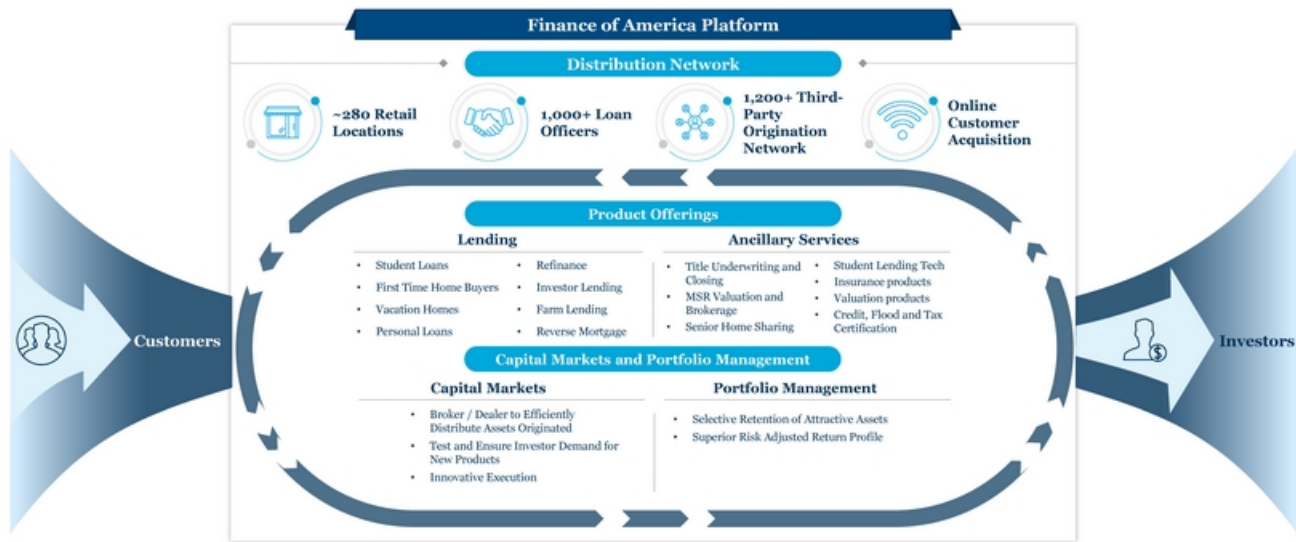 Finance of America Platform
Distribution Network
~280 Retail
Locations
1,000+ Loan
Officers
1,200+ Third-
Party
Origination
Network
Online
Customer
Acquisition
Customers
Product Offerings
Lending
• Student Loans
• First Time Home Buyers
• Vacation Homes
• Personal Loans
• Refinance
• Investor Lending
• Farm Lending
• Reverse Mortgage
Ancillary Services
• Title Underwriting and
Closing
• MSR Valuation and
Brokerage
• Senior Home Sharing
• Student Lending Tech
• Insurance products
• Valuation products
• Credit, Flood and Tax
Certification
Capital Markets and Portfolio Management
Capital Markets
• Broker / Dealer to Efficiently
Distribute Assets Originated
• Test and Ensure Investor Demand for
New Products
• Innovative Execution
Portfolio Management
• Selective Retention of Attractive Assets
• Superior Risk Adjusted Return Profile
$
Investors